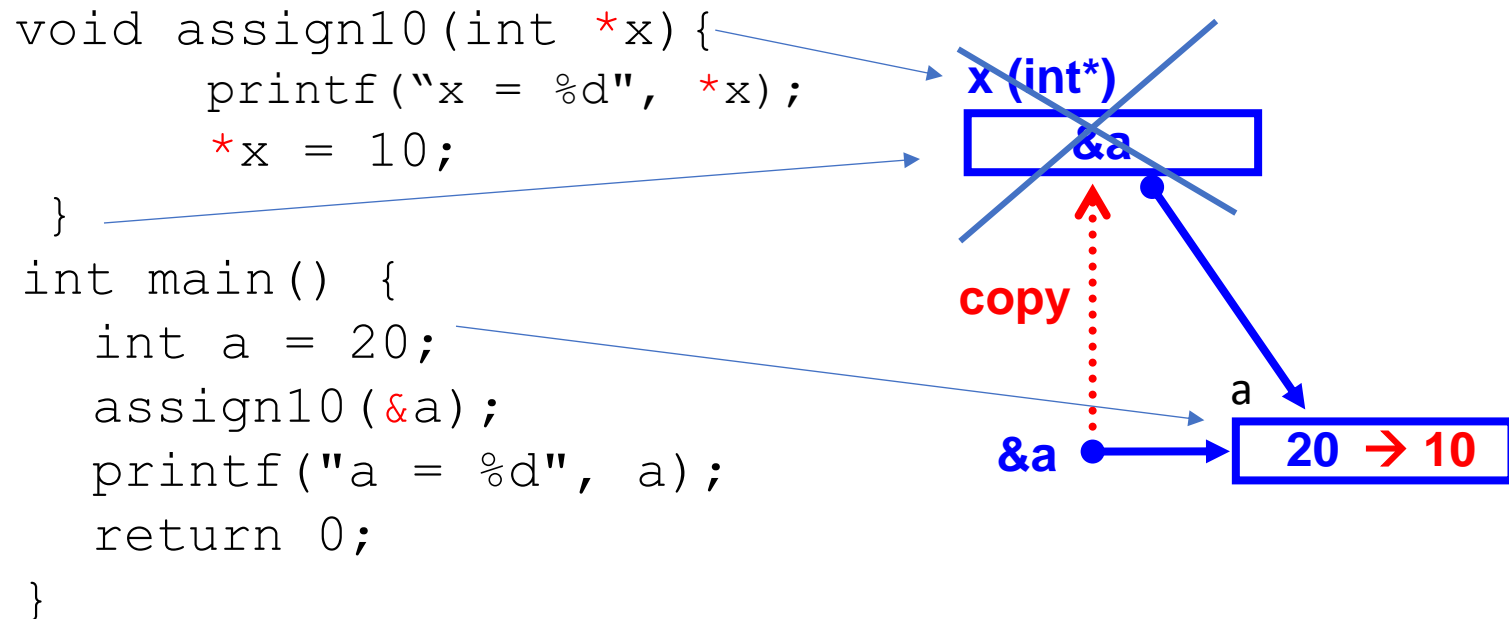 void assign10(int *x){
printf(“x = %d", *x);
*x = 10;
}
int main() {
int a = 20;
assign10(&a);
printf("a = %d", a);
return 0;
}
x (int*)
&a
copy
a
&a
20 → 10